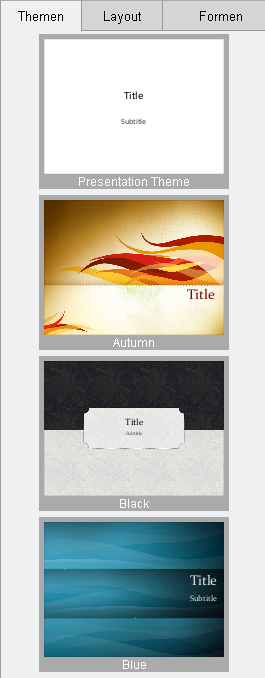 Themen Layout Formen
Title
Subtitle
Presentation Theme
Title
Autumn
Title
Subtitle
Black
Title
Subtitle
Blue